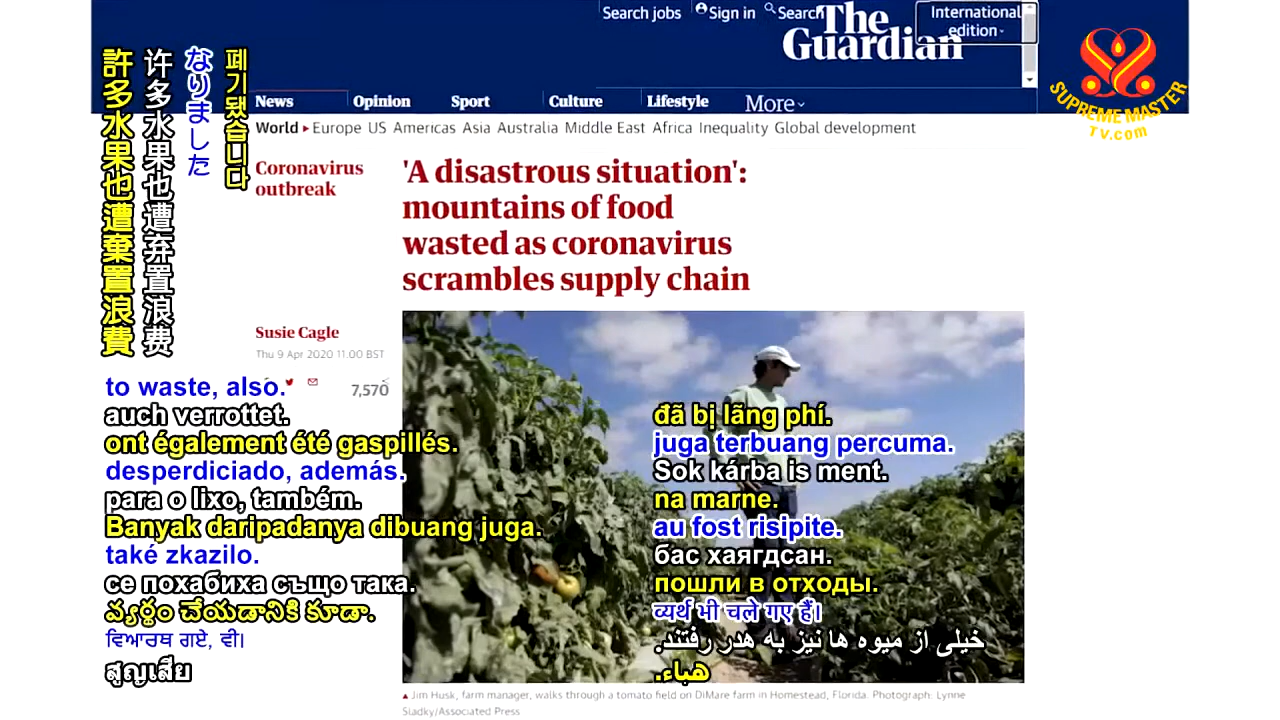 Search jobs
Sign in
Search
International
edition
The
Guardian
SUPREME MASTER
TV.com
News
Opinion
Sport
Culture
Lifestyle
More
World Europe US Americas Asia Australia Middle East Africa Inequality Global development
Coronavirus
outbreak
'A disastrous situation':
mountains of food
wasted as coronavirus
scrambles supply chain
Susie Cagle
Thu 9 Apr 2020 11.00 BST
7,570
폐기됐습니다
なりました
许多水果也遭弃置浪费
許多水果也遭棄置浪費
to waste, also.
auch verrottet.
ont également été gaspillés.
desperdiciado, además.
para o lixo, também.
Banyak daripadanya dibuang juga.
také zkazilo.
се похабиха също така.
వ్యర్థం చేయడానికి కూడా.
ਵਿਆਰਥ ਗਏ, ਵੀ।
สูญเสีย
đã bị lãng phí.
juga terbuang percuma.
Sok kárba is ment.
na marne.
au fost risipite.
бас хаягдсан.
пошли в отходы.
व्यर्थ भी चले गए हैं।
خیلی از میوه ها نیز به هدر رفتند.
هباء.
Jim Husk, farm manager, walks through a tomato field on DiMare farm in Homestead, Florida. Photograph: Lynne
Sladky/Associated Press